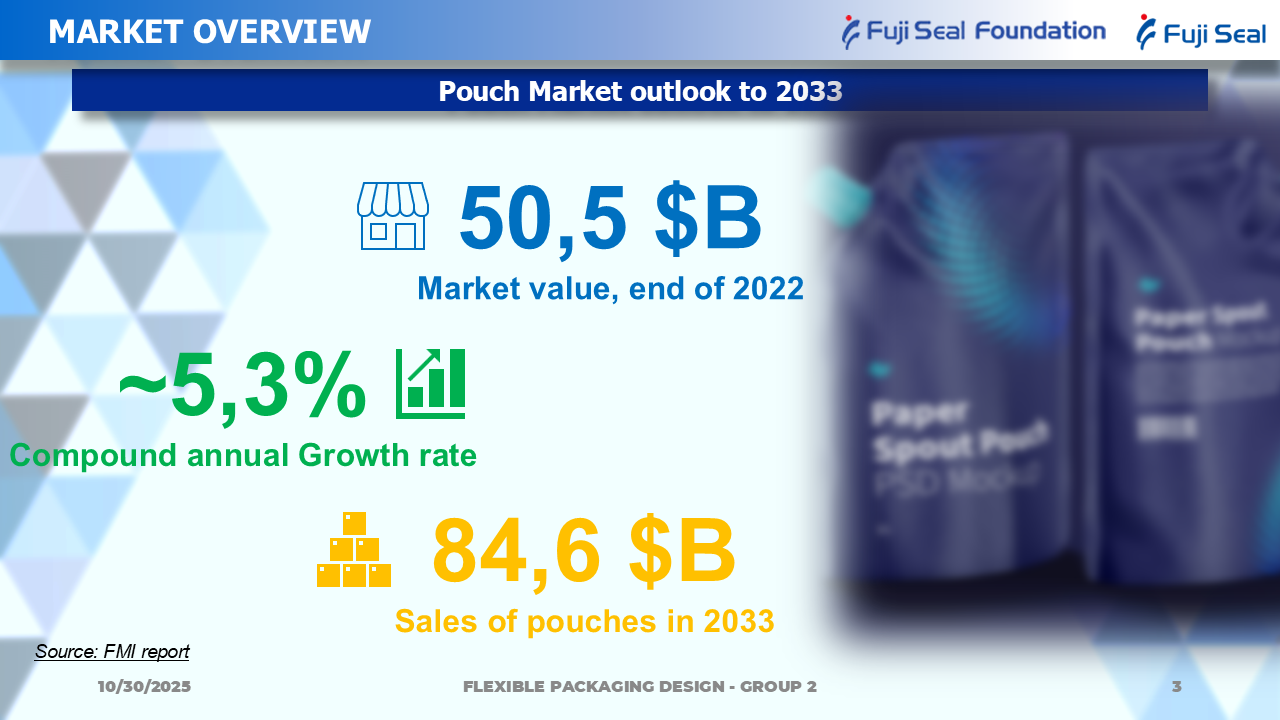 MARKET OVERVIEW
Fuji Seal Foundation
Fuji Seal
Pouch Market outlook to 2033
50,5 $B
Market value, end of 2022
~5,3%
Compound annual Growth rate
84,6 $B
Sales of pouches in 2033
Paper
Spout Pouch
PSD Mockup
Paper Spout
Pouch Mockup
Source: FMI report
10/30/2025
FLEXIBLE PACKAGING DESIGN - GROUP 2
3